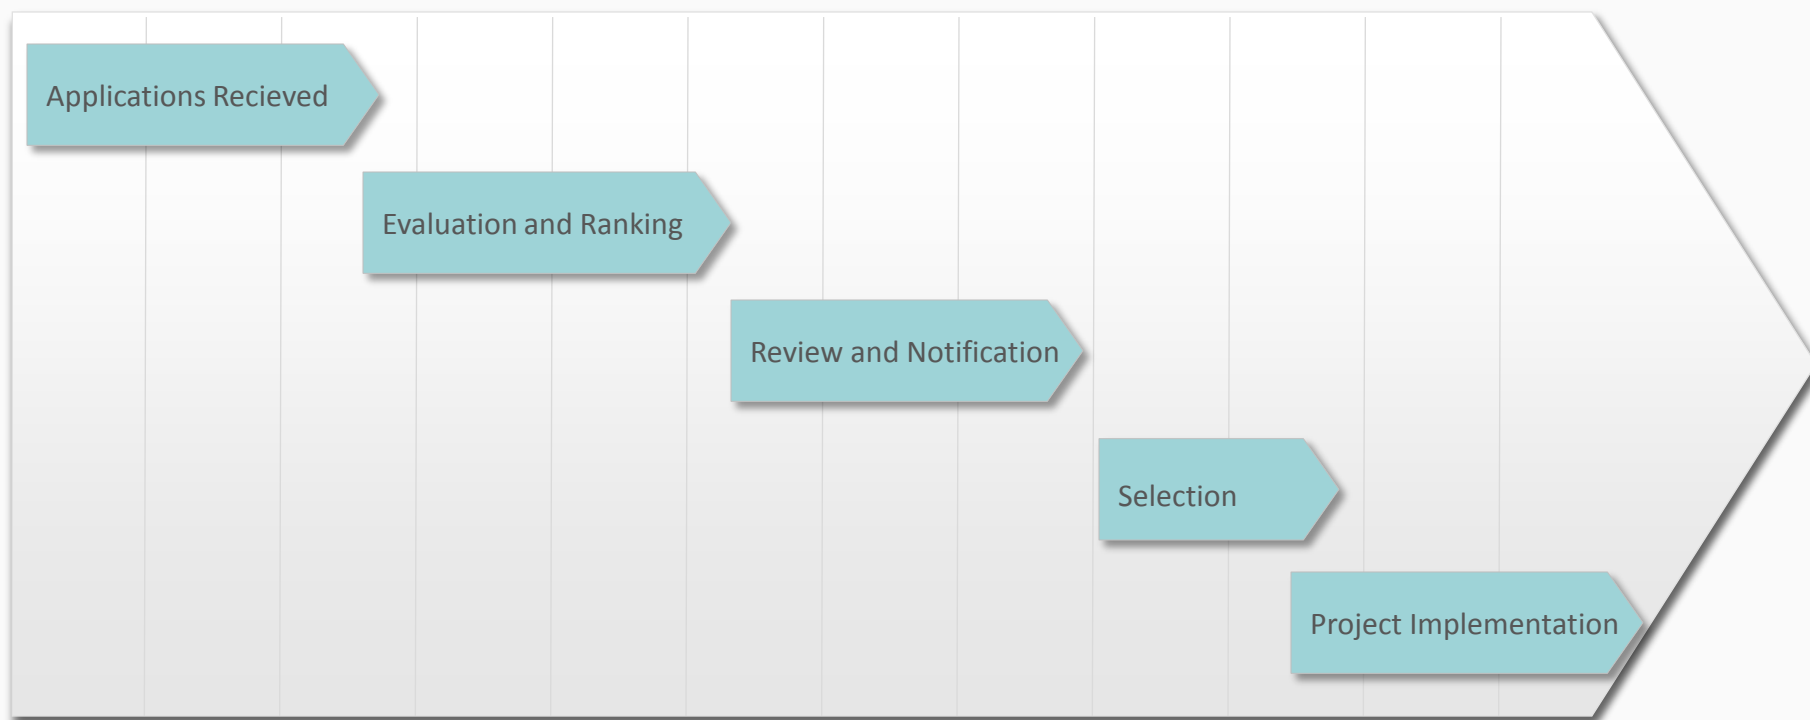 Applications Recieved
Evaluation and Ranking
Review and Notification
Selection
Project Implementation